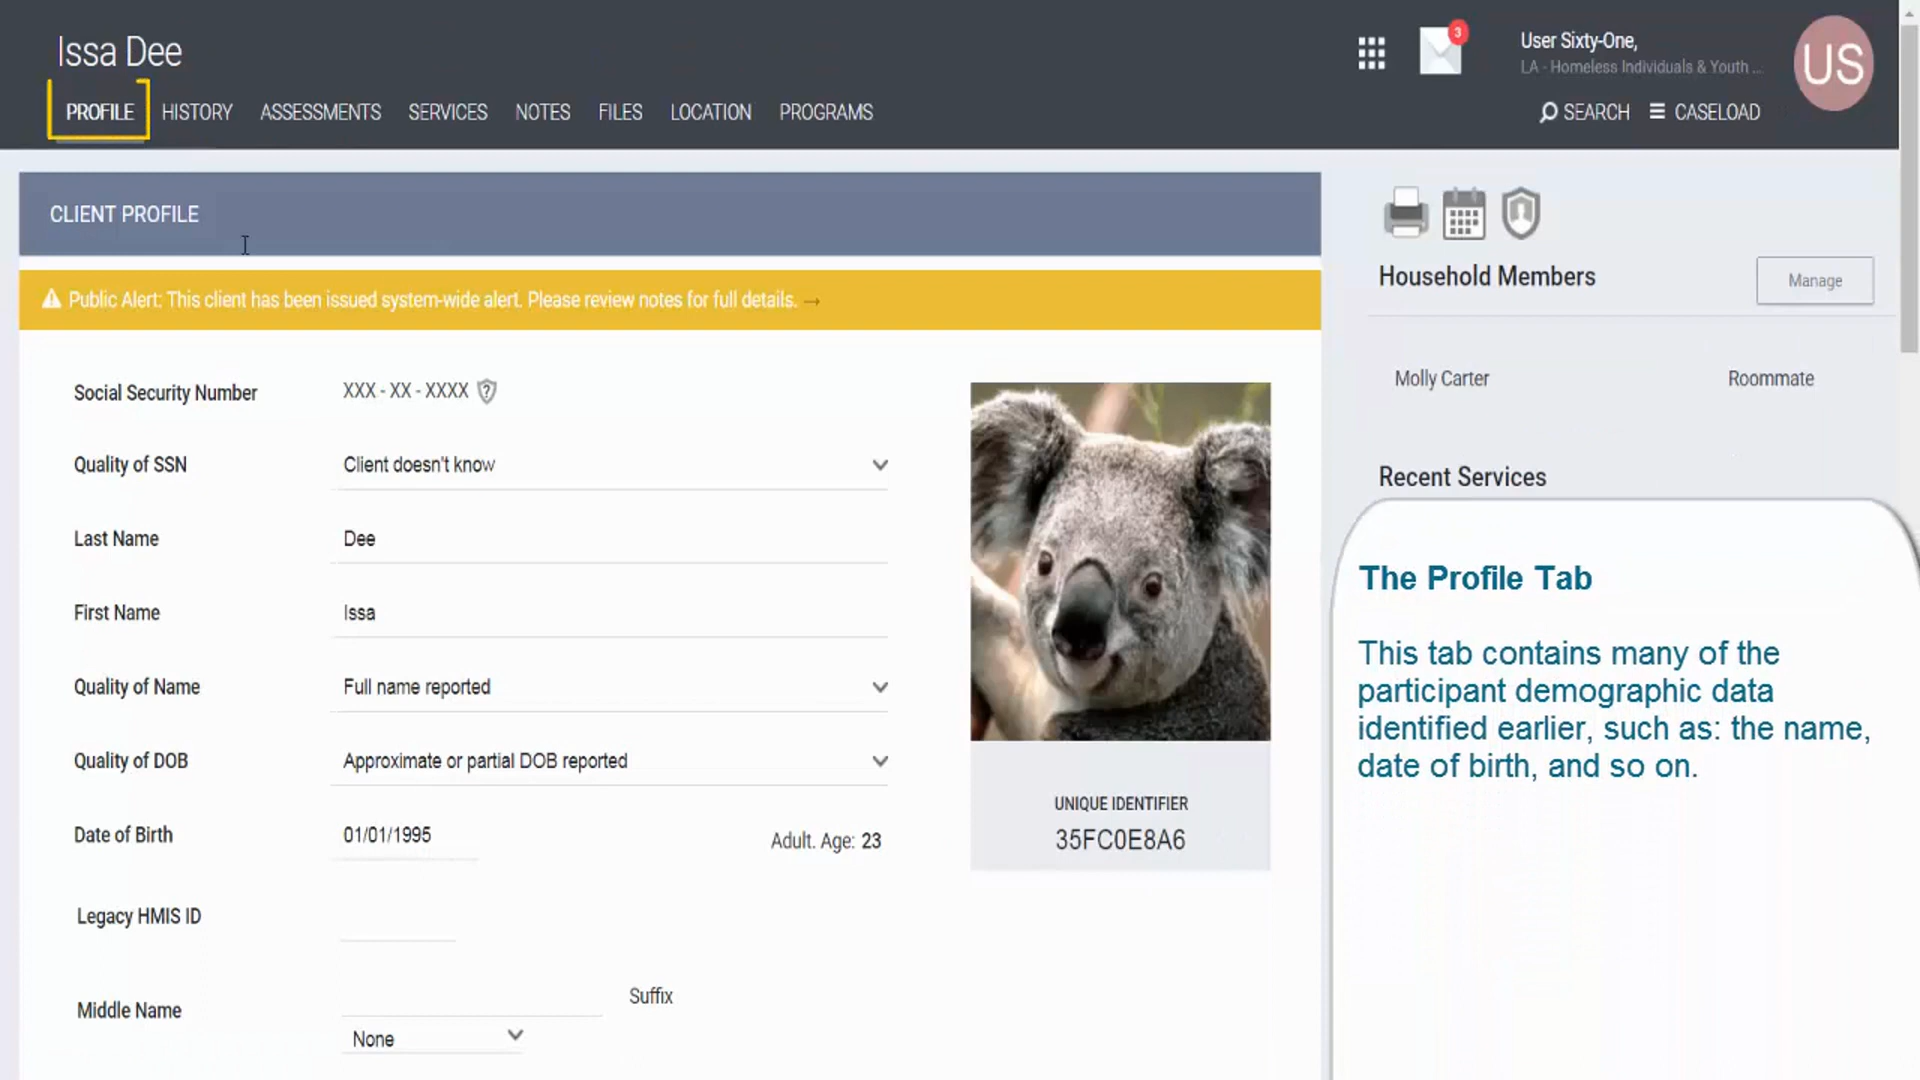 Issa Dee
3
User Sixty-One,
LA - Homeless Individuals & Youth ...
US
PROFILE HISTORY ASSESSMENTS SERVICES NOTES FILES LOCATION PROGRAMS
SEARCH CASELOAD
CLIENT PROFILE
Public Alert: This client has been issued system-wide alert. Please review notes for full details. →
Social Security Number XXX - XX - XXXX ?
Quality of SSN Client doesn't know
Last Name Dee
First Name Issa
Quality of Name Full name reported
Quality of DOB Approximate or partial DOB reported
Date of Birth 01/01/1995 Adult. Age: 23
Legacy HMIS ID
Middle Name
Suffix
None
UNIQUE IDENTIFIER
35FC0E8A6
Household Members Manage
Molly Carter Roommate
Recent Services
The Profile Tab
This tab contains many of the
participant demographic data
identified earlier, such as: the name,
date of birth, and so on.